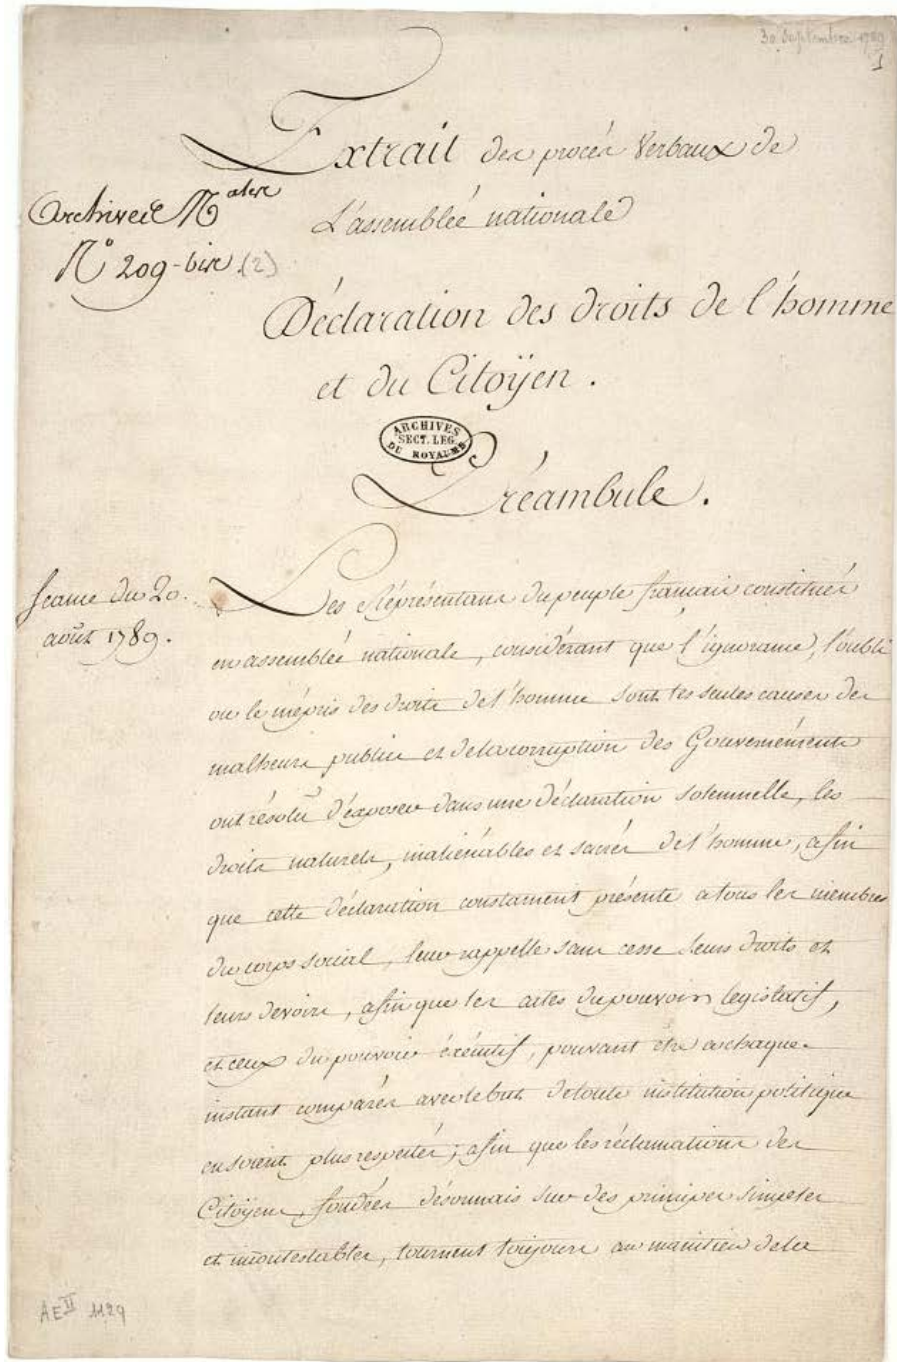 30 Septembre 1789
1
Extrait des procès Verbaux de
L'assemblée nationale
Archives N.ales
N.° 209-bis (2)
Déclaration des droits de l'homme
et du Citoÿen.
ARCHIVES
SECT. LEG.
DU ROYAUME
Préambule.
Séance du 20.
août 1789.
Les Réprésentans du peuple français constitués
en assemblée nationale, considérant que l'ignorance, l'oubli
ou le mépris des droits de l'homme sont les seules causes des
malheurs publics et de la corruption des Gouvernéments
ont résolu d'exposer dans une déclaration solemnelle, les
droits naturels, inaliénables et sacrés de l'homme, afin
que cette déclaration constament présente a tous les membres
du corps social, leur rappelle sans cesse leurs droits et
leurs devoirs, afin que les actes du pouvoir legislatif,
et ceux du pouvoir éxécutif, pouvant etre a chaque
instant comparés avec le but de toute institution politique
en soient plus respectés; afin que les réclamations des
Citoÿens, fondées désormais sur des principes simples
et incontestables, tournent toujours au maintien de la
AE II 1129